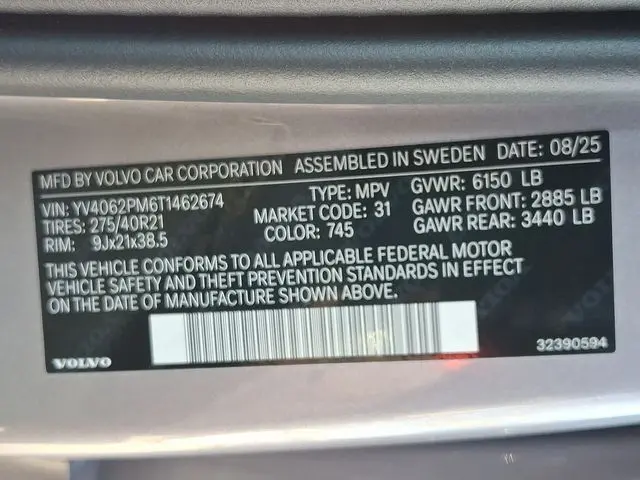 MFD BY VOLVO CAR CORPORATION ASSEMBLED IN SWEDEN DATE: 08/25
VIN: YV4062PM6T1462674 TYPE: MPV GVWR: 6150 LB
TIRES: 275/40R21 MARKET CODE: 31 GAWR FRONT: 2885 LB
RIM: 9Jx21x38.5 COLOR: 745 GAWR REAR: 3440 LB
THIS VEHICLE CONFORMS TO ALL APPLICABLE FEDERAL MOTOR
VEHICLE SAFETY AND THEFT PREVENTION STANDARDS IN EFFECT
ON THE DATE OF MANUFACTURE SHOWN ABOVE.
VOLVO 32390594